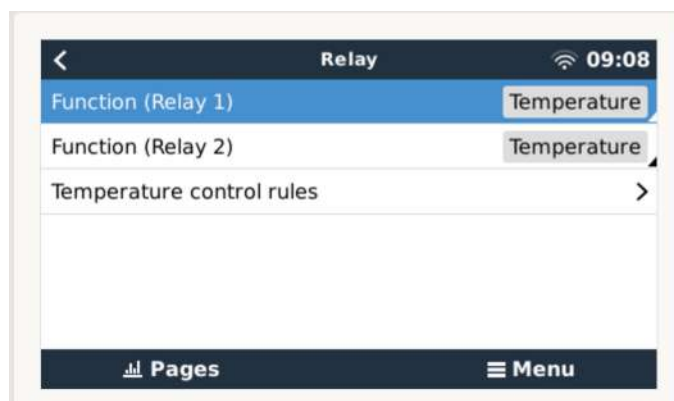 Relay 09:08
Function (Relay 1) Temperature
Function (Relay 2) Temperature
Temperature control rules
Pages Menu